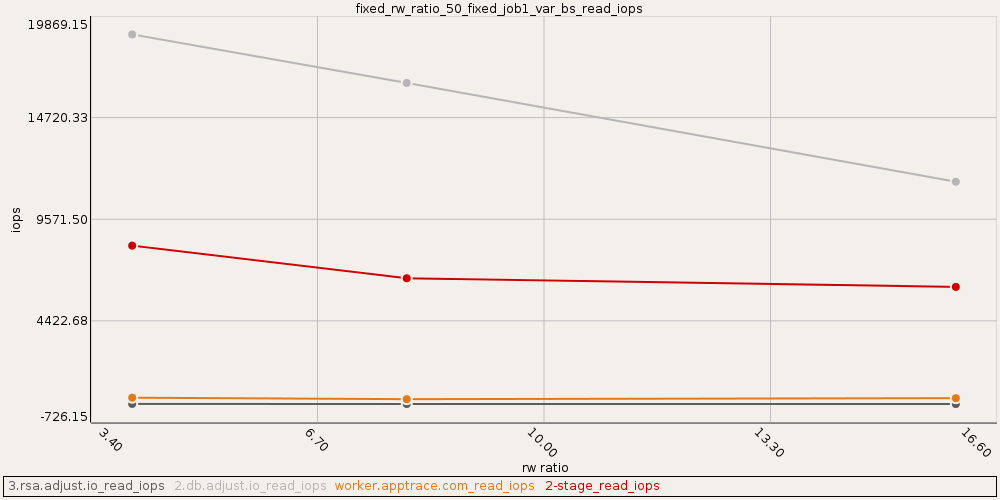 fixed_rw_ratio_50_fixed_job1_var_bs_read_iops
19869.15
14720.33
9571.50
4422.68
-726.15
iops
3.40
6.70
10.00
13.30
16.60
rw ratio
3.rsa.adjust.io_read_iops 2.db.adjust.io_read_iops worker.apptrace.com_read_iops 2-stage_read_iops